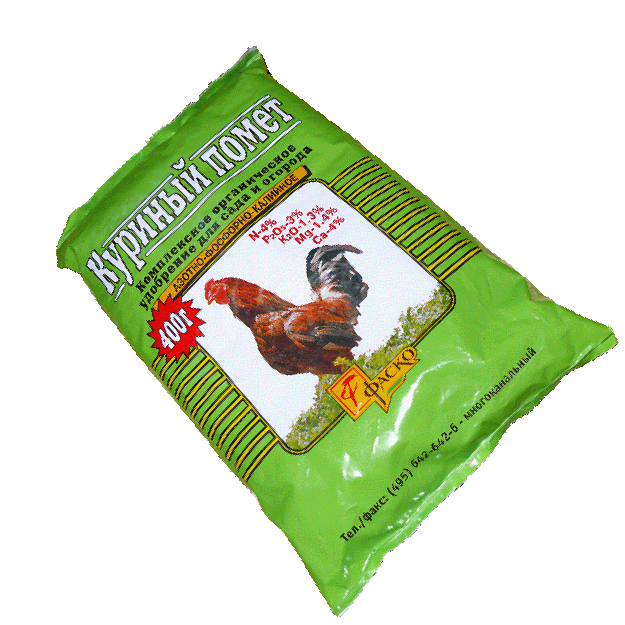 Куриный помет
Комплексное органическое
удобрение для сада и огорода
АЗОТНО-ФОСФОРНО-КАЛИЙНОЕ
400г
N-4%
P₂O₅-3%
K₂O-1,3%
Mg-1,4%
Ca-4%
ФАСКО
Тел./факс: (495) 642-642-6 - многоканальный